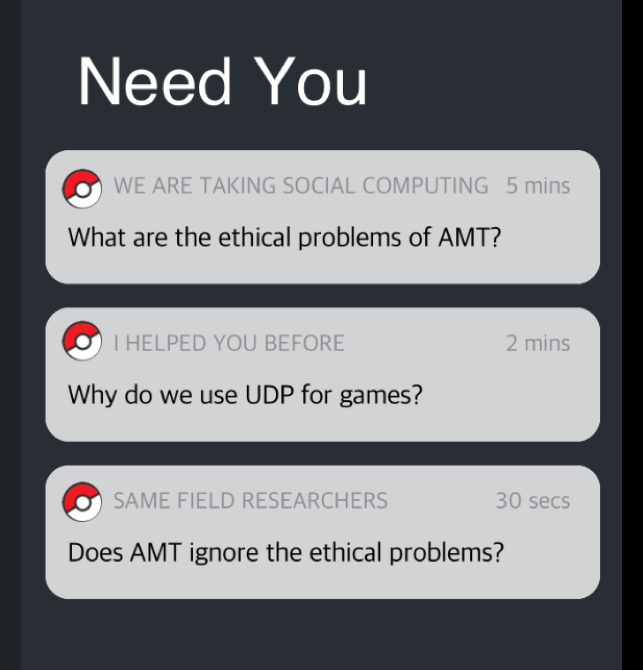 Need You
WE ARE TAKING SOCIAL COMPUTING 5 mins
What are the ethical problems of AMT?
I HELPED YOU BEFORE 2 mins
Why do we use UDP for games?
SAME FIELD RESEARCHERS 30 secs
Does AMT ignore the ethical problems?